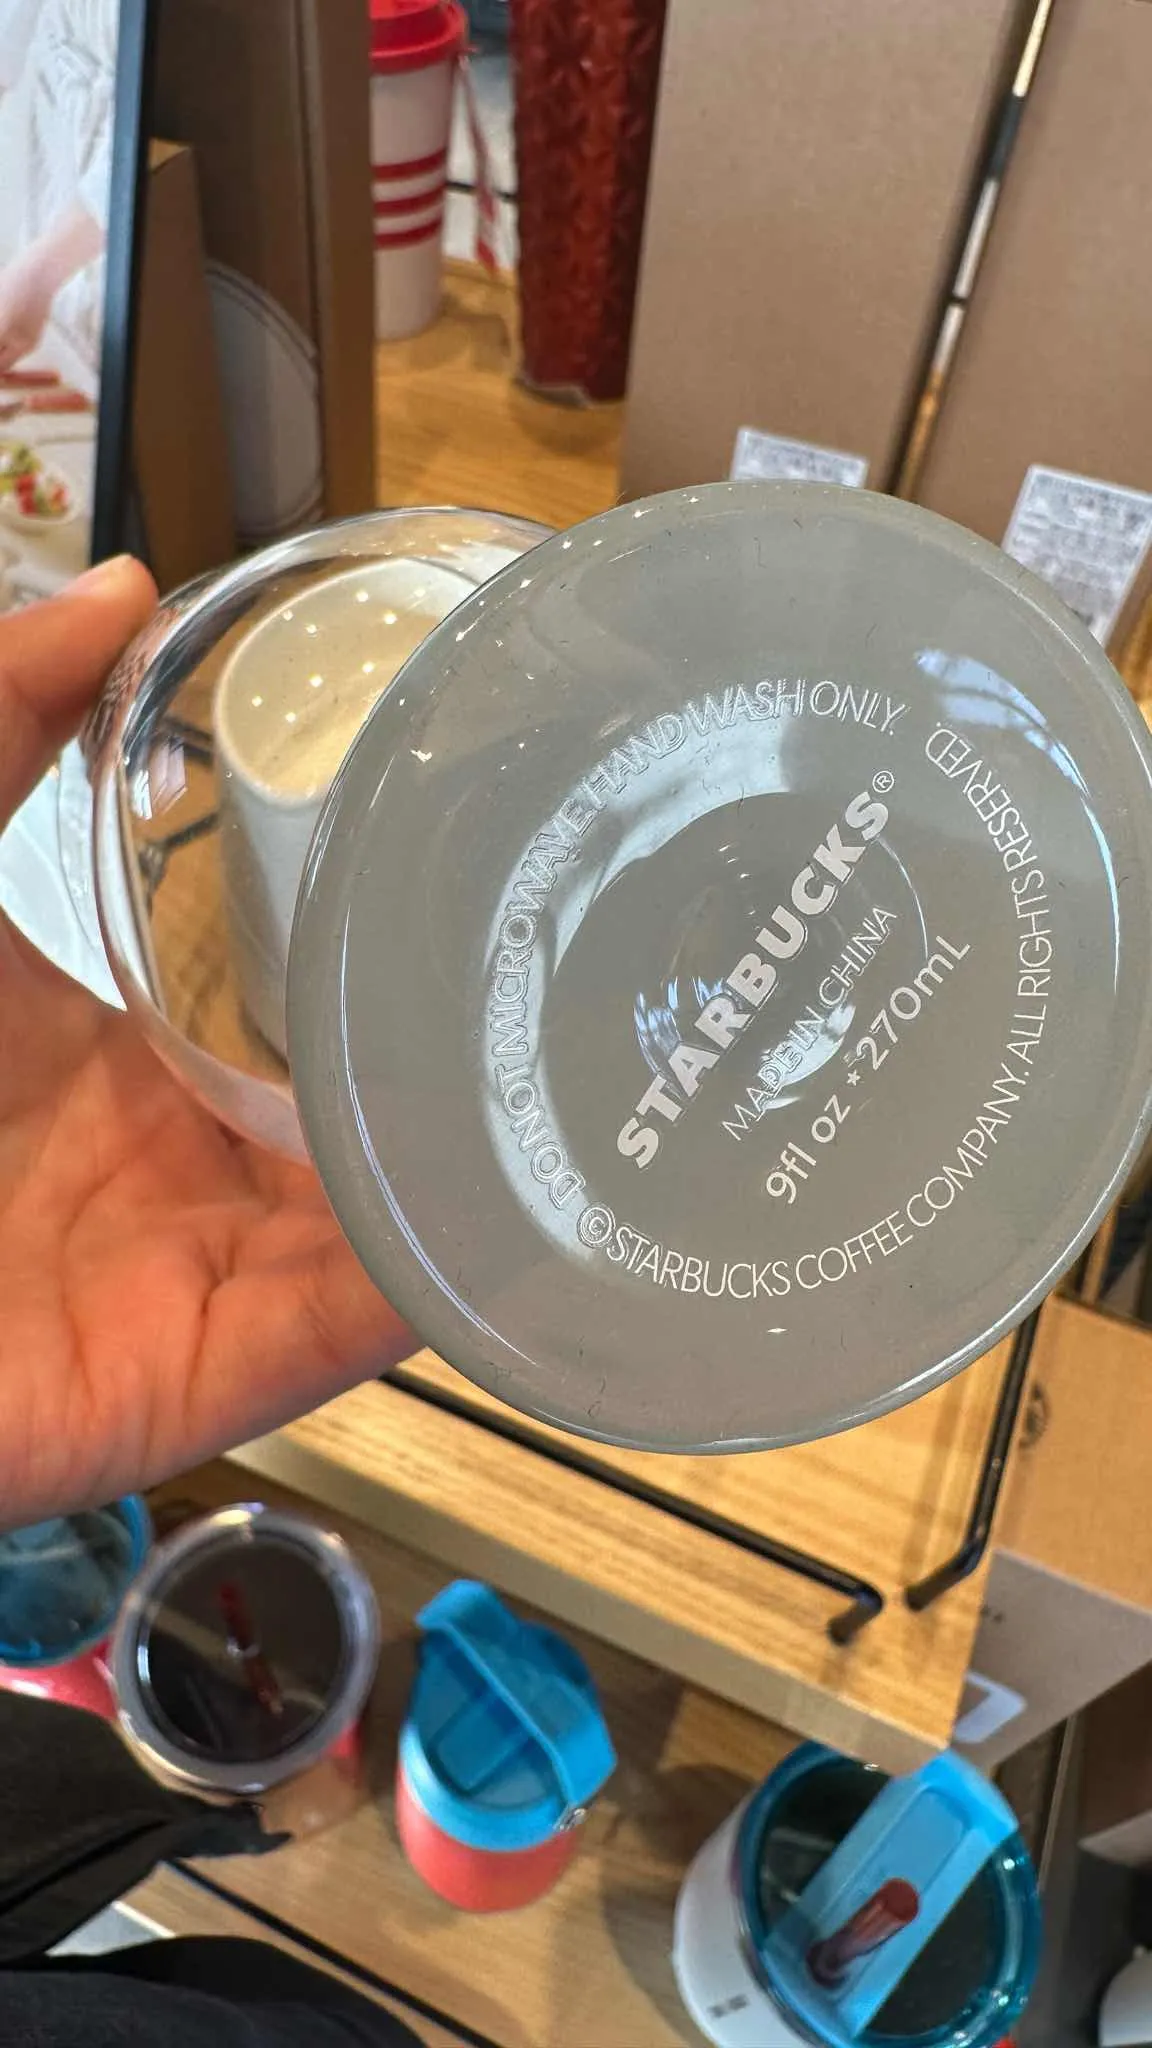 STARBUCKS®
MADE IN CHINA
9fl oz * 270mL
DO NOT MICROWAVE. HAND WASH ONLY.
© STARBUCKS COFFEE COMPANY. ALL RIGHTS RESERVED.